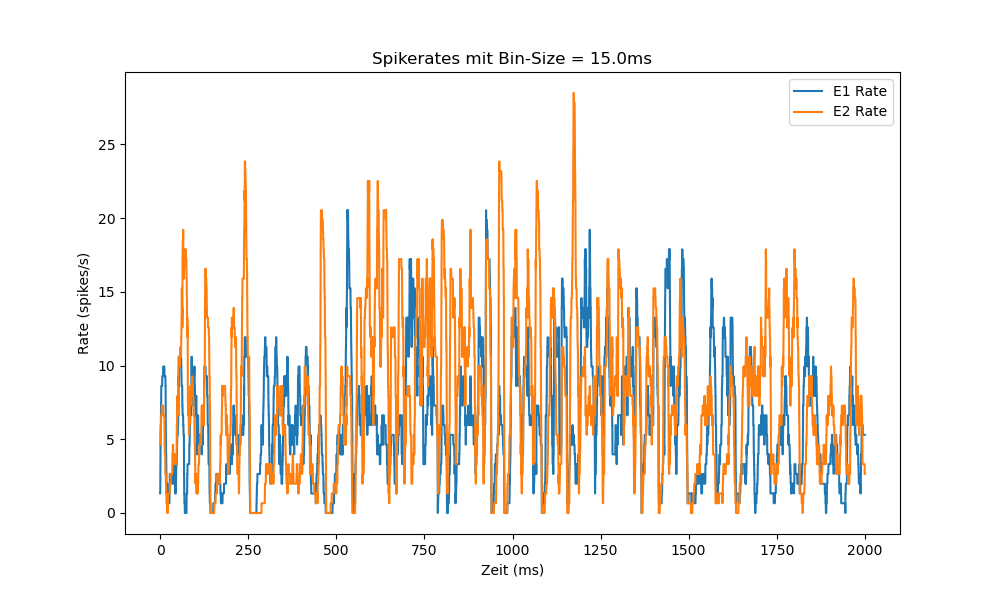 Spikerates mit Bin-Size = 15.0ms
E1 Rate
E2 Rate
Rate (spikes/s)
25
20
15
10
5
0
0 250 500 750 1000 1250 1500 1750 2000
Zeit (ms)